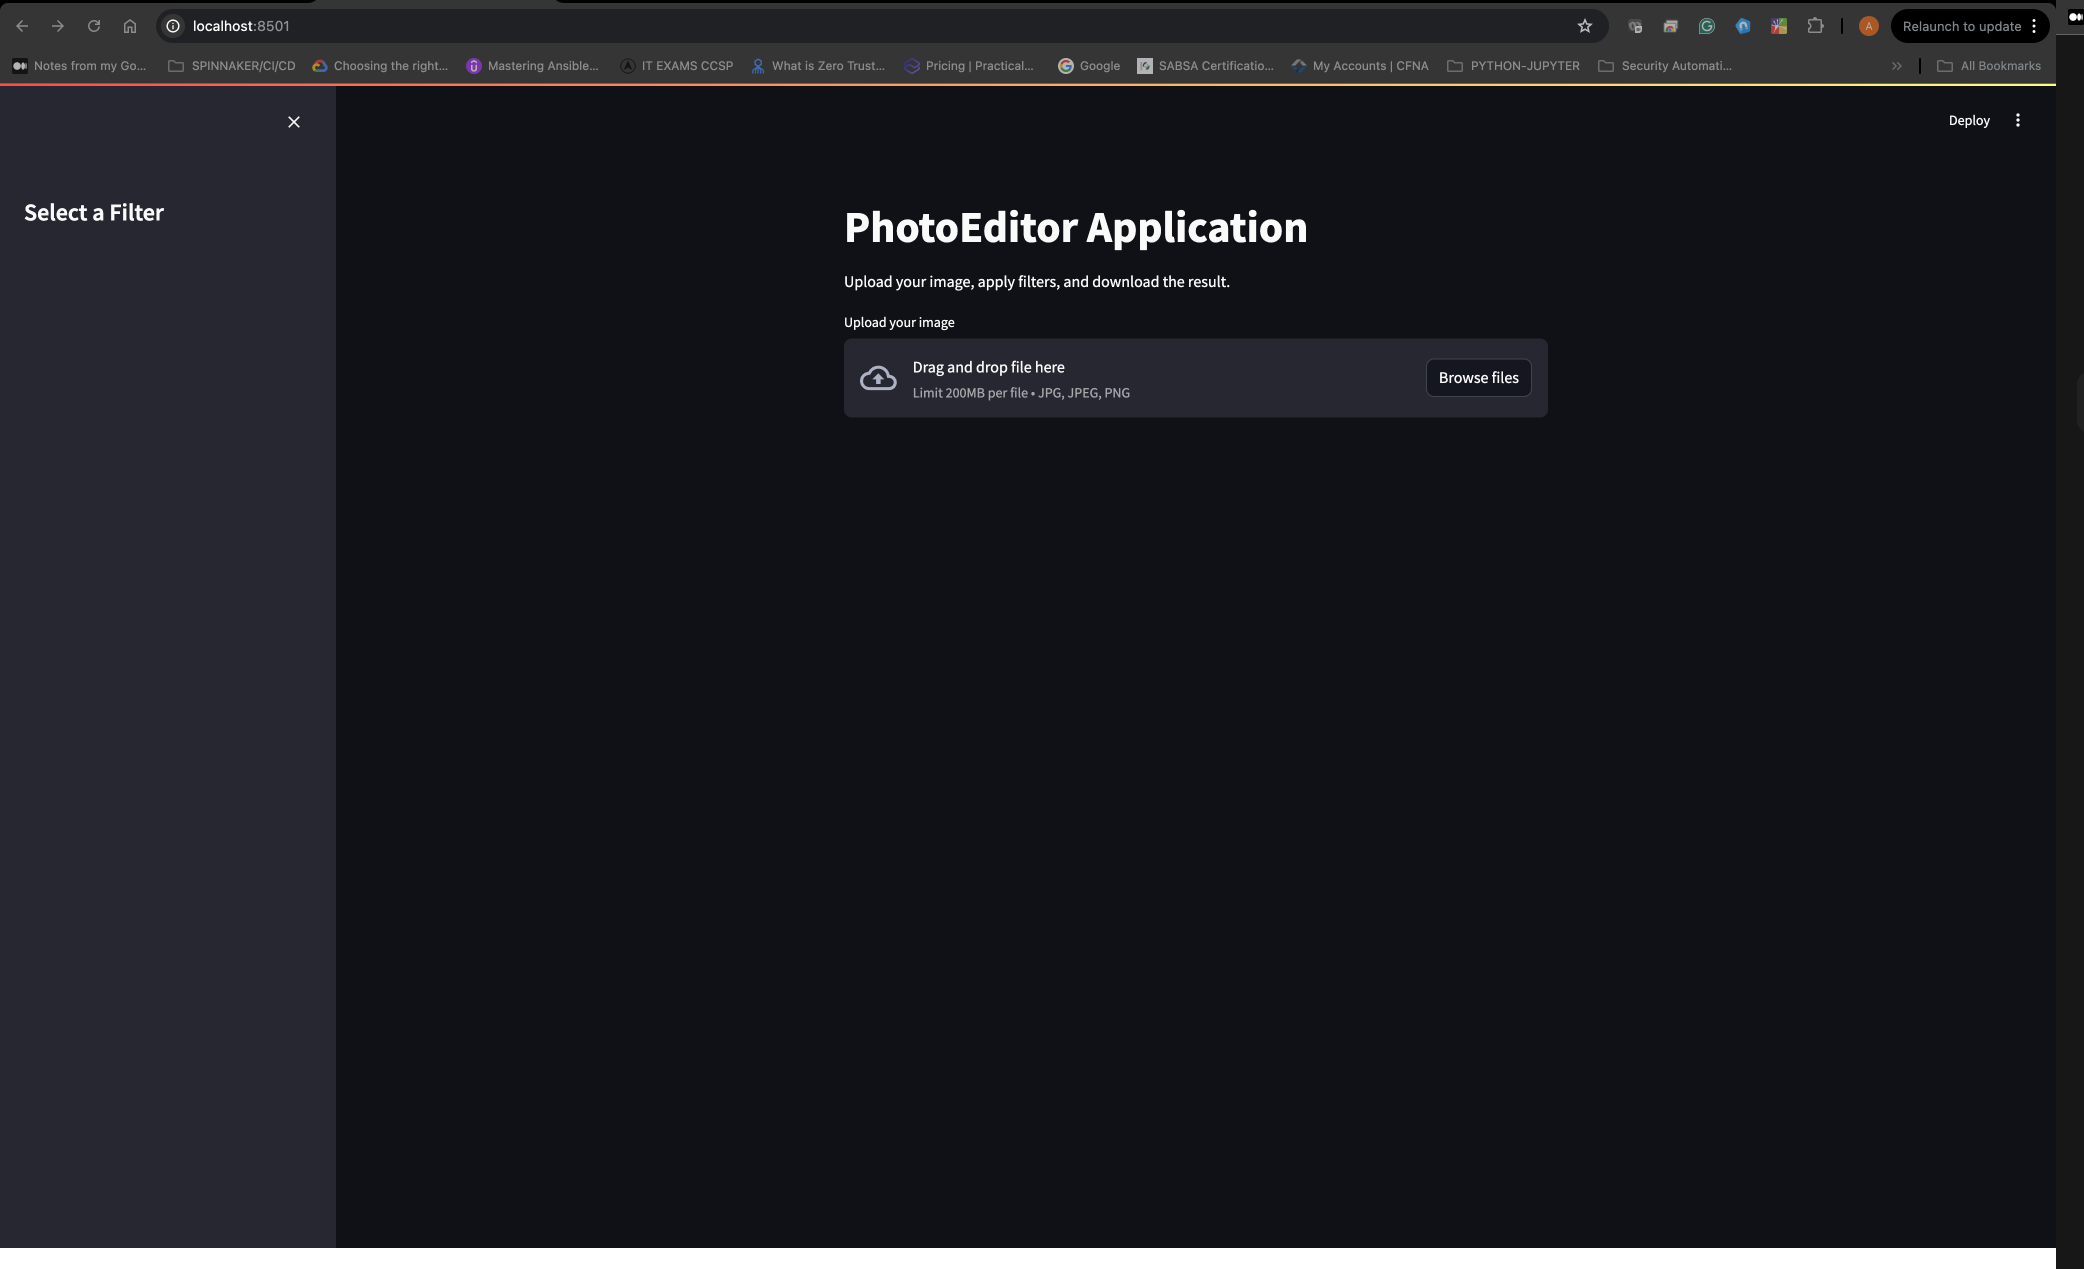 localhost:8501
A
Relaunch to update
Notes from my Go...
SPINNAKER/CI/CD
Choosing the right...
Mastering Ansible...
IT EXAMS CCSP
What is Zero Trust...
Pricing | Practical...
Google
SABSA Certificatio...
My Accounts | CFNA
PYTHON-JUPYTER
Security Automati...
All Bookmarks
Deploy
Select a Filter
PhotoEditor Application
Upload your image, apply filters, and download the result.
Upload your image
Drag and drop file here
Limit 200MB per file • JPG, JPEG, PNG
Browse files